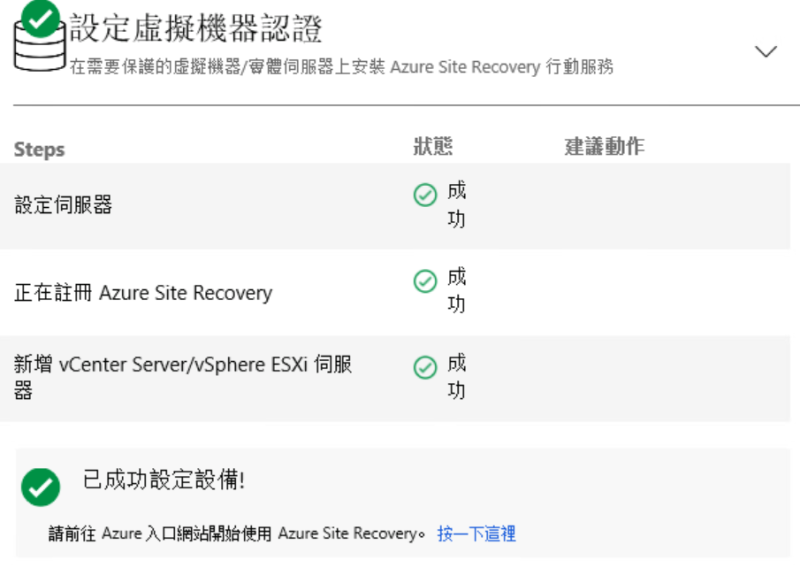 設定虛擬機器認證
在需要保護的虛擬機器/實體伺服器上安裝 Azure Site Recovery 行動服務
Steps 狀態 建議動作
設定伺服器 成
功
正在註冊 Azure Site Recovery 成
功
新增 vCenter Server/vSphere ESXi 伺服 成
器 功
已成功設定設備!
請前往 Azure 入口網站開始使用 Azure Site Recovery。 按一下這裡